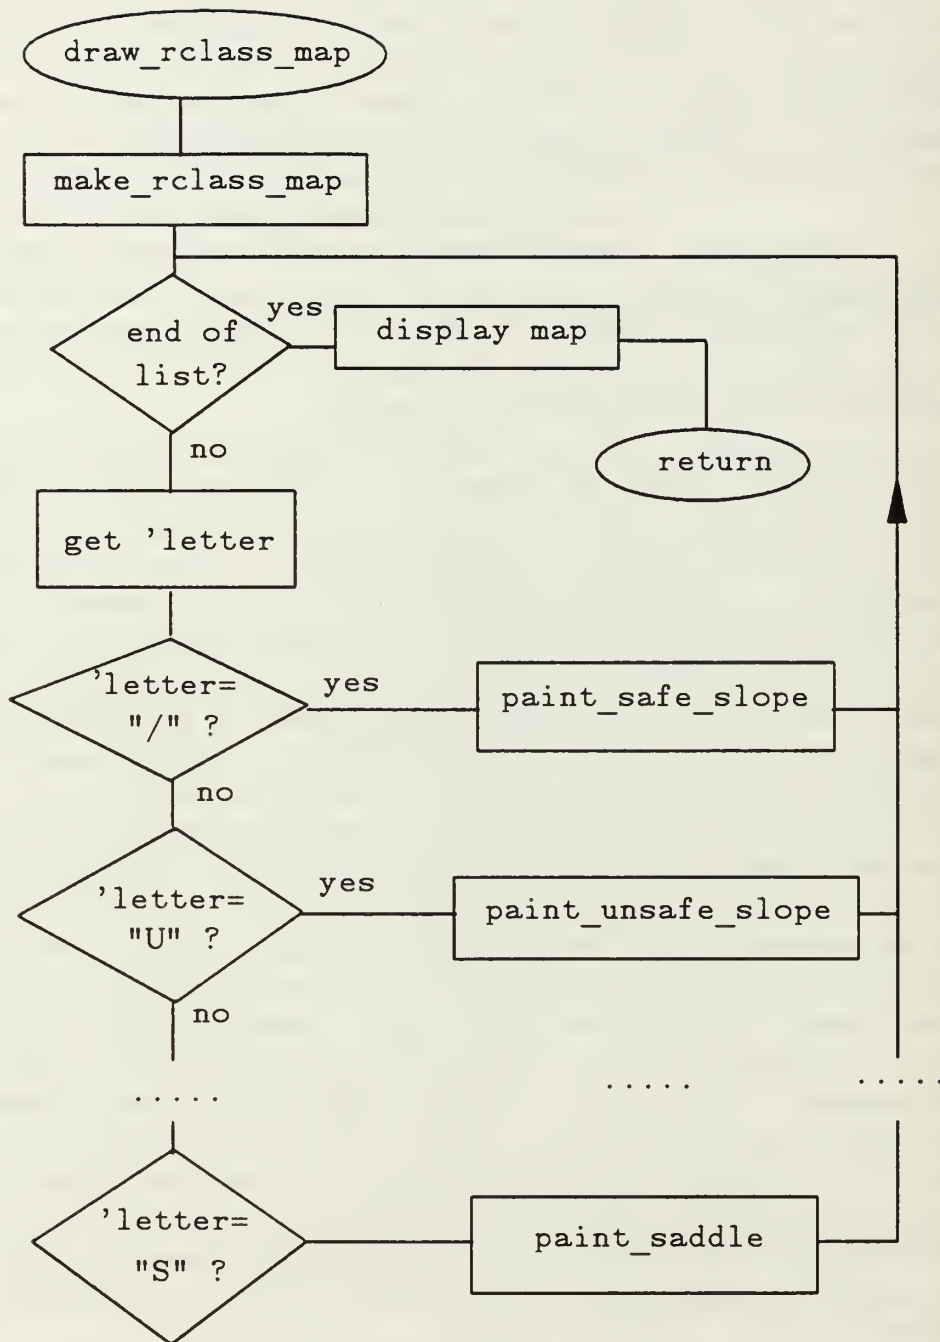 draw_rclass_map
make_rclass_map
end of
list?
yes
display map
return
no
get 'letter
'letter=
"/" ?
yes
paint_safe_slope
no
'letter=
"U" ?
yes
paint_unsafe_slope
no
.....
.....
.....
'letter=
"S" ?
paint_saddle